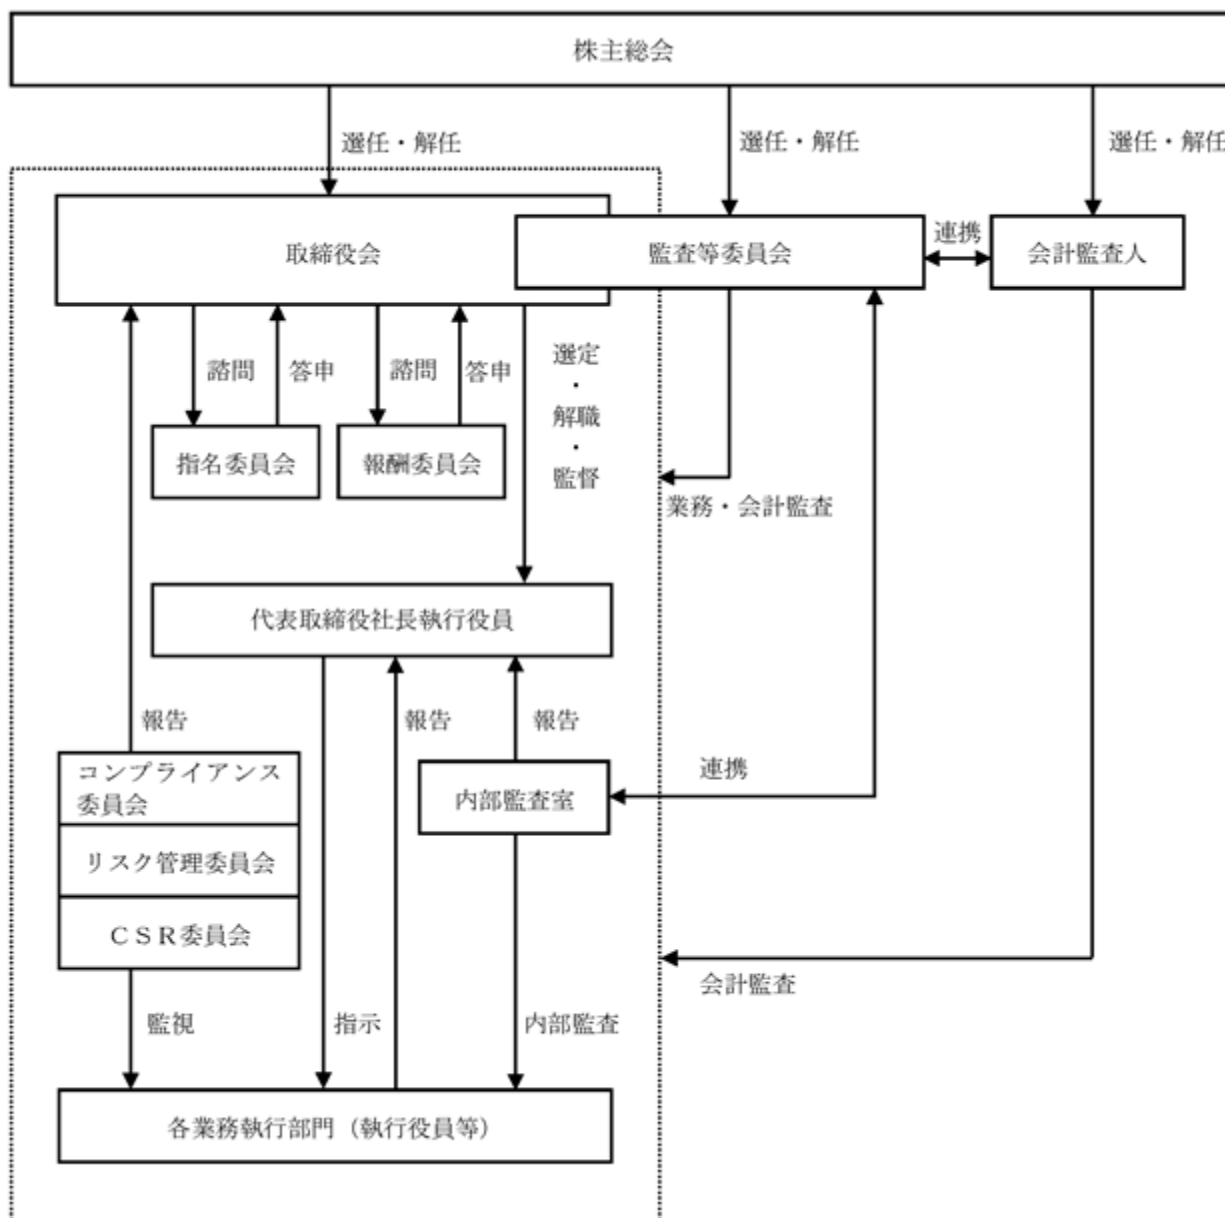 株主総会
選任・解任
選任・解任
選任・解任
取締役会
監査等委員会
連携
会計監査人
諮問
答申
諮問
答申
選定
・
解職
・
監督
指名委員会
報酬委員会
業務・会計監査
代表取締役社長執行役員
報告
報告
報告
連携
コンプライアンス
委員会
内部監査室
リスク管理委員会
CSR委員会
会計監査
監視
指示
内部監査
各業務執行部門(執行役員等)